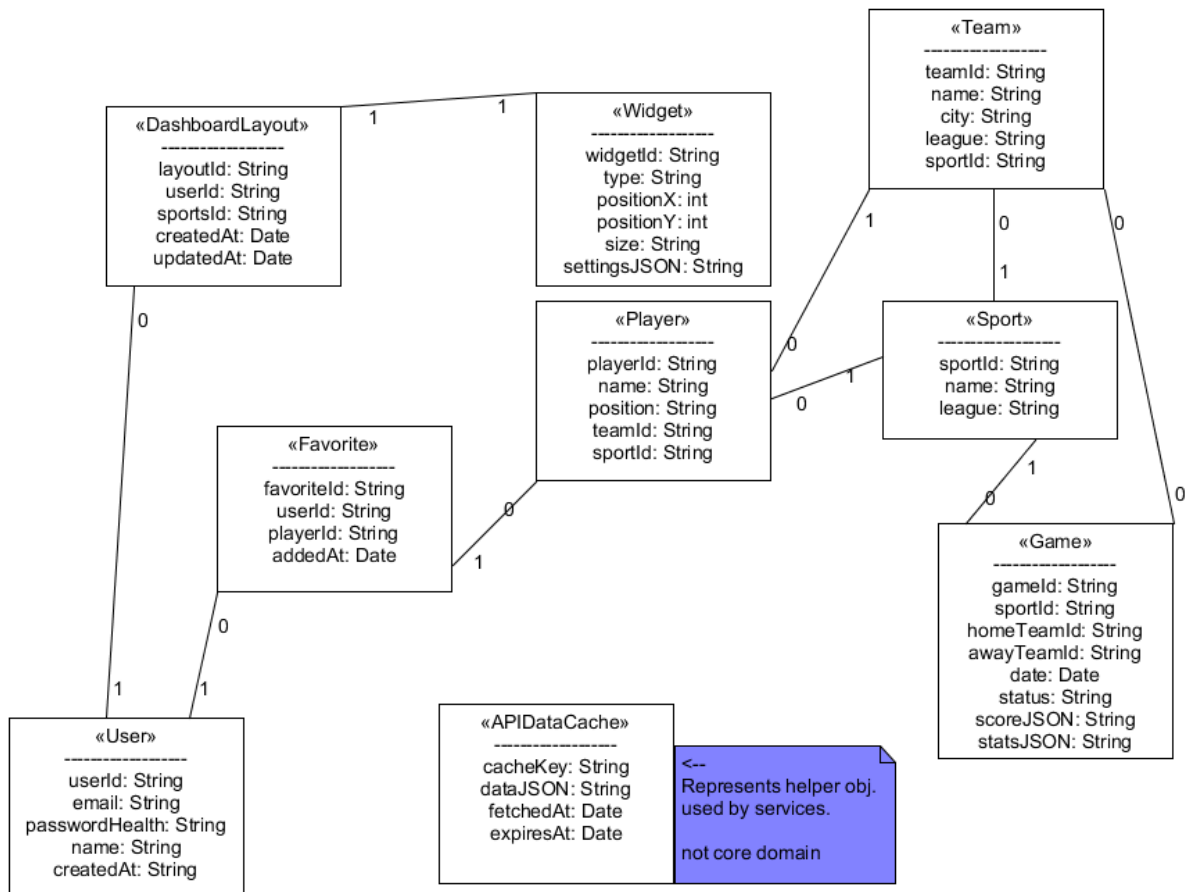 «Team»
--------------------
teamId: String
name: String
city: String
league: String
sportId: String
1
0
0
«DashboardLayout»
--------------------
layoutId: String
userId: String
sportsId: String
createdAt: Date
updatedAt: Date
1
1
0
«Widget»
--------------------
widgetId: String
type: String
positionX: int
positionY: int
size: String
settingsJSON: String
«Player»
--------------------
playerId: String
name: String
position: String
teamId: String
sportId: String
0
0
1
1
0
«Sport»
--------------------
sportId: String
name: String
league: String
1
0
0
«Favorite»
--------------------
favoriteId: String
userId: String
playerId: String
addedAt: Date
1
0
«Game»
--------------------
gameId: String
sportId: String
homeTeamId: String
awayTeamId: String
date: Date
status: String
scoreJSON: String
statsJSON: String
1
1
«User»
--------------------
userId: String
email: String
passwordHealth: String
name: String
createdAt: String
«APIDataCache»
--------------------
cacheKey: String
dataJSON: String
fetchedAt: Date
expiresAt: Date
<--
Represents helper obj.
used by services.
not core domain